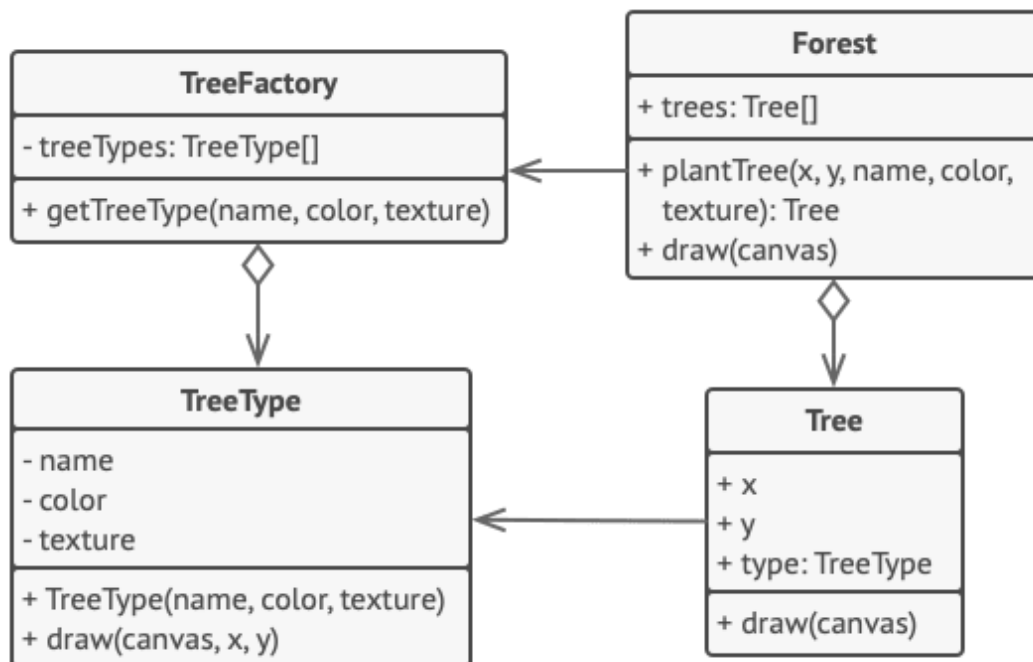 TreeFactory
- treeTypes: TreeType[]
+ getTreeType(name, color, texture)
Forest
+ trees: Tree[]
+ plantTree(x, y, name, color,
texture): Tree
+ draw(canvas)
TreeType
- name
- color
- texture
+ TreeType(name, color, texture)
+ draw(canvas, x, y)
Tree
+ x
+ y
+ type: TreeType
+ draw(canvas)